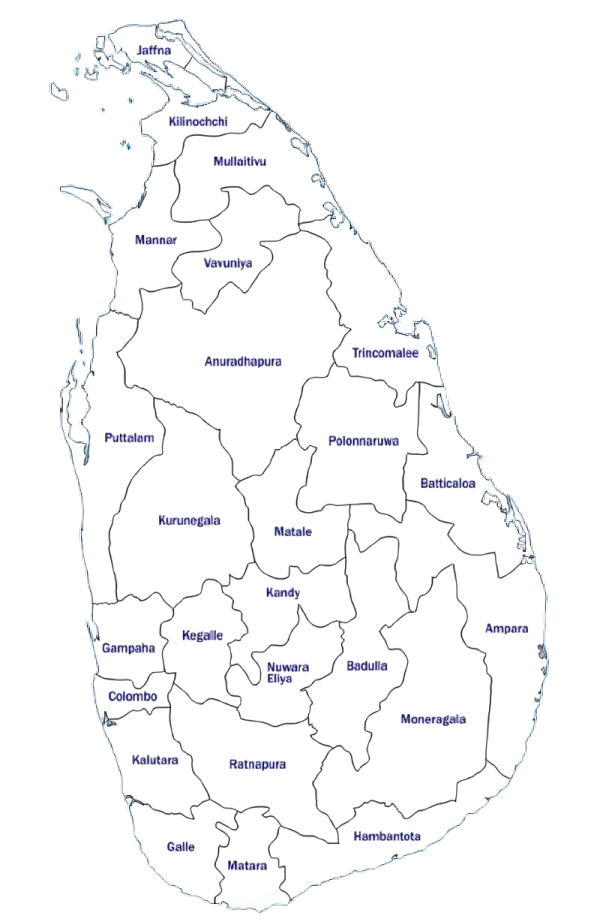 Jaffna
Kilinochchi
Mullaitivu
Mannar
Vavuniya
Trincomalee
Anuradhapura
Puttalam
Polonnaruwa
Batticaloa
Kurunegala
Matale
Kandy
Ampara
Kegalle
Gampaha
Nuwara
Eliya
Badulla
Colombo
Moneragala
Kalutara
Ratnapura
Hambantota
Galle
Matara